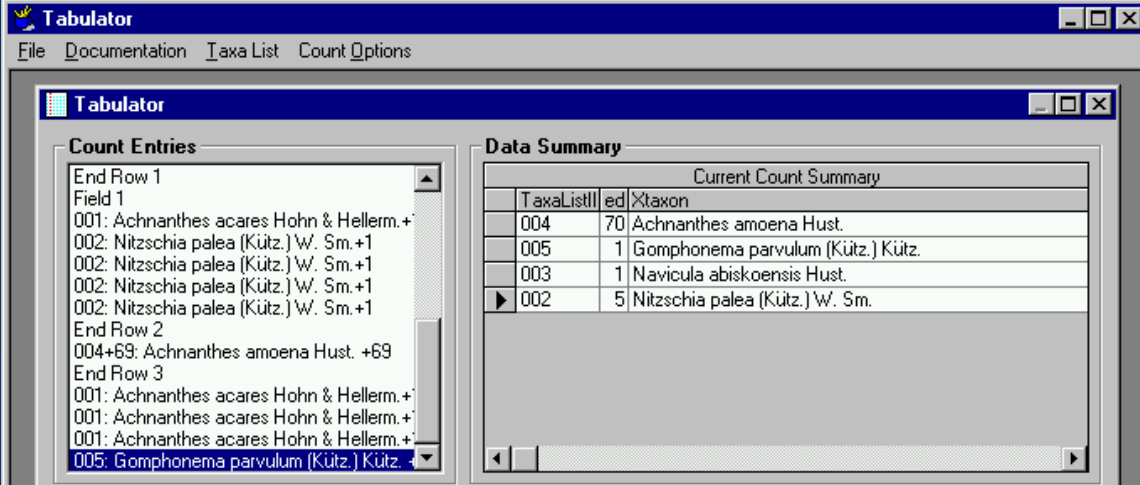 Tabulator
File Documentation Taxa List Count Options
Tabulator
Count Entries
End Row 1
Field 1
001: Achnanthes acares Hohn & Hellerm.+
002: Nitzschia palea (Kütz.) W. Sm.+1
002: Nitzschia palea (Kütz.) W. Sm.+1
002: Nitzschia palea (Kütz.) W. Sm.+1
002: Nitzschia palea (Kütz.) W. Sm.+1
End Row 2
004+69: Achnanthes amoena Hust. +69
End Row 3
001: Achnanthes acares Hohn & Hellerm.+
001: Achnanthes acares Hohn & Hellerm.+
001: Achnanthes acares Hohn & Hellerm.+
005: Gomphonema parvulum (Kütz.) Kütz. +
Data Summary
Current Count Summary
TaxaListI ed Xtaxon
004 70 Achnanthes amoena Hust.
005 1 Gomphonema parvulum (Kütz.) Kütz.
003 1 Navicula abiskoensis Hust.
002 5 Nitzschia palea (Kütz.) W. Sm.